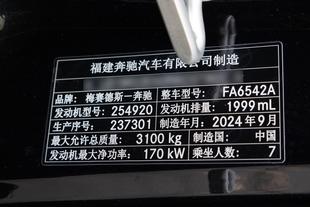 福建奔驰汽车有限公司制造
品牌：梅赛德斯－奔驰 整车型号：FA6542A
发动机型号：254920 发动机排量：1999mL
生产序号：237301 制造年月：2024年9月
最大允许总质量：3100kg 制造国：中国
发动机最大净功率：170kW 乘坐人数：7